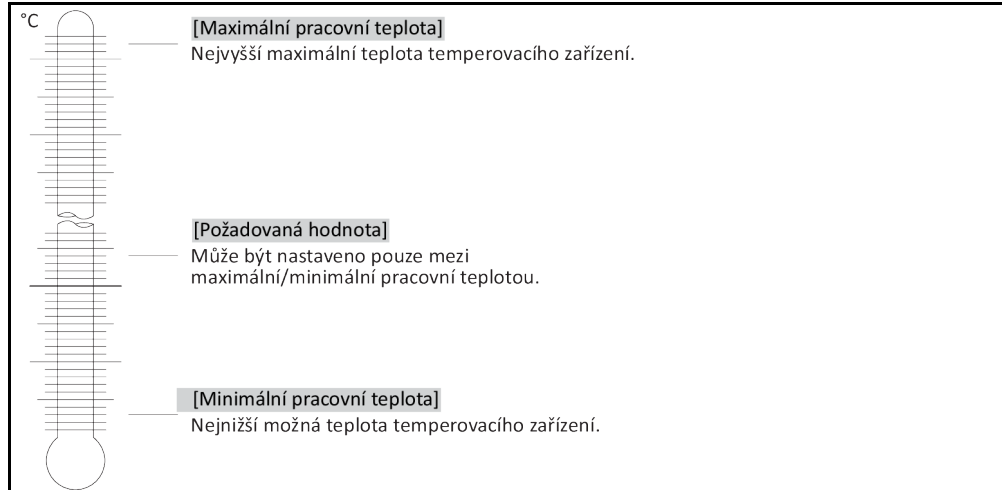 °C
[Maximální pracovní teplota]
Nejvyšší maximální teplota temperovacího zařízení.
[Požadovaná hodnota]
Může být nastaveno pouze mezi
maximální/minimální pracovní teplotou.
[Minimální pracovní teplota]
Nejnižší možná teplota temperovacího zařízení.